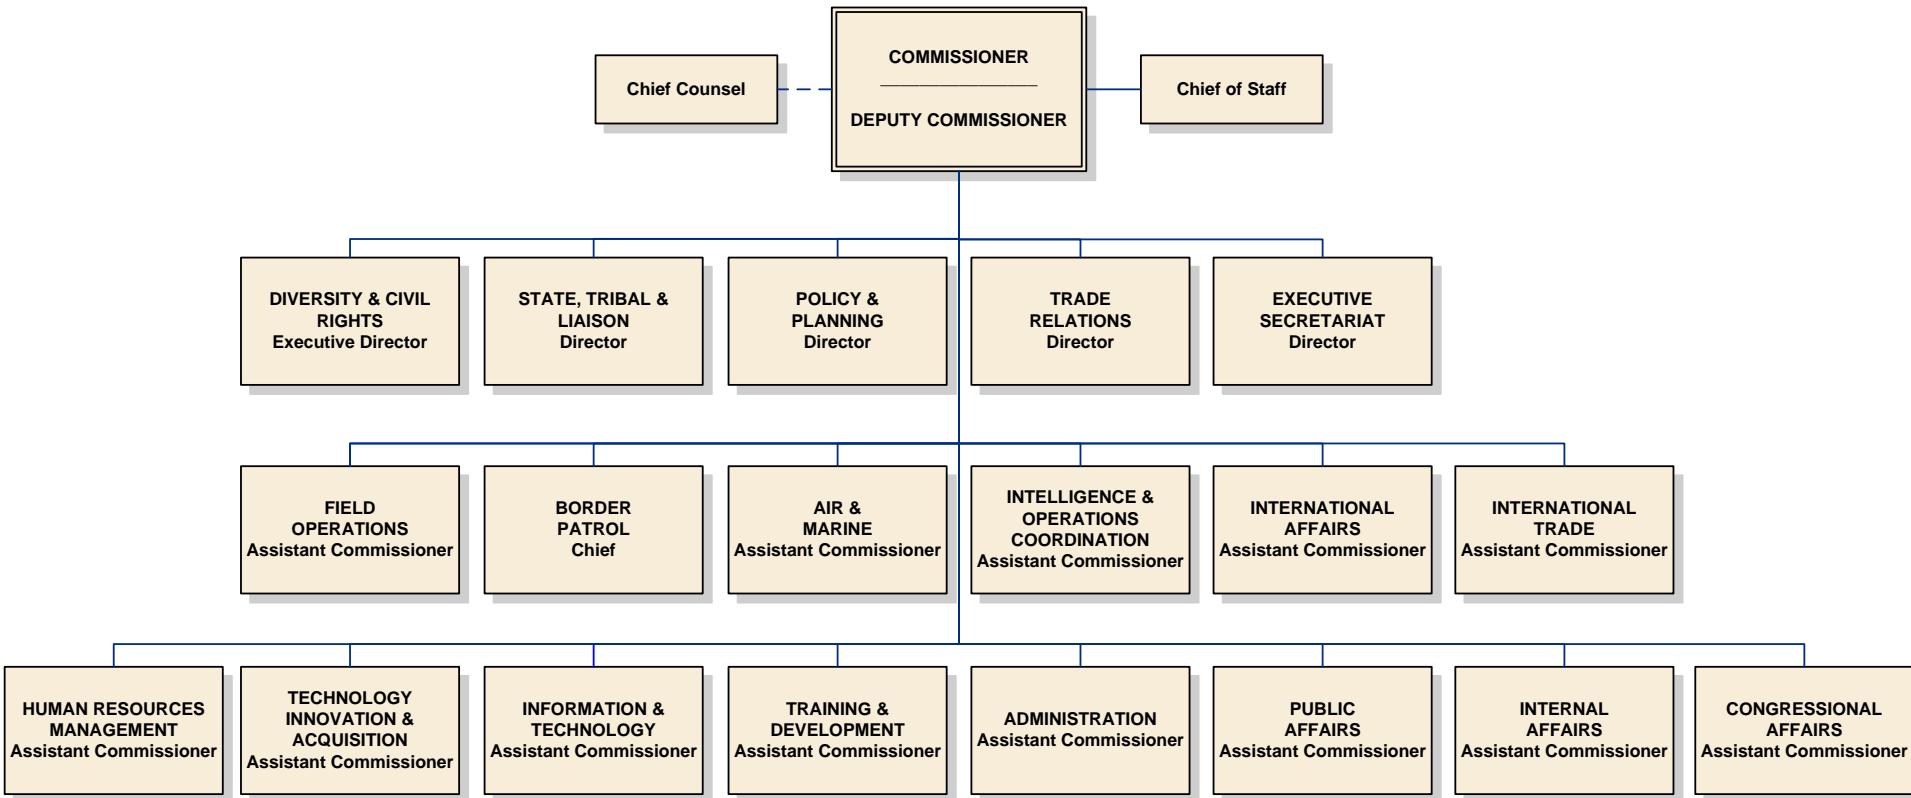 COMMISSIONER
DEPUTY COMMISSIONER
Chief Counsel
Chief of Staff
DIVERSITY & CIVIL
RIGHTS
Executive Director
STATE, TRIBAL &
LIAISON
Director
POLICY &
PLANNING
Director
TRADE
RELATIONS
Director
EXECUTIVE
SECRETARIAT
Director
FIELD
OPERATIONS
Assistant Commissioner
BORDER
PATROL
Chief
AIR &
MARINE
Assistant Commissioner
INTELLIGENCE &
OPERATIONS
COORDINATION
Assistant Commissioner
INTERNATIONAL
AFFAIRS
Assistant Commissioner
INTERNATIONAL
TRADE
Assistant Commissioner
HUMAN RESOURCES
MANAGEMENT
Assistant Commissioner
TECHNOLOGY
INNOVATION &
ACQUISITION
Assistant Commissioner
INFORMATION &
TECHNOLOGY
Assistant Commissioner
TRAINING &
DEVELOPMENT
Assistant Commissioner
ADMINISTRATION
Assistant Commissioner
PUBLIC
AFFAIRS
Assistant Commissioner
INTERNAL
AFFAIRS
Assistant Commissioner
CONGRESSIONAL
AFFAIRS
Assistant Commissioner